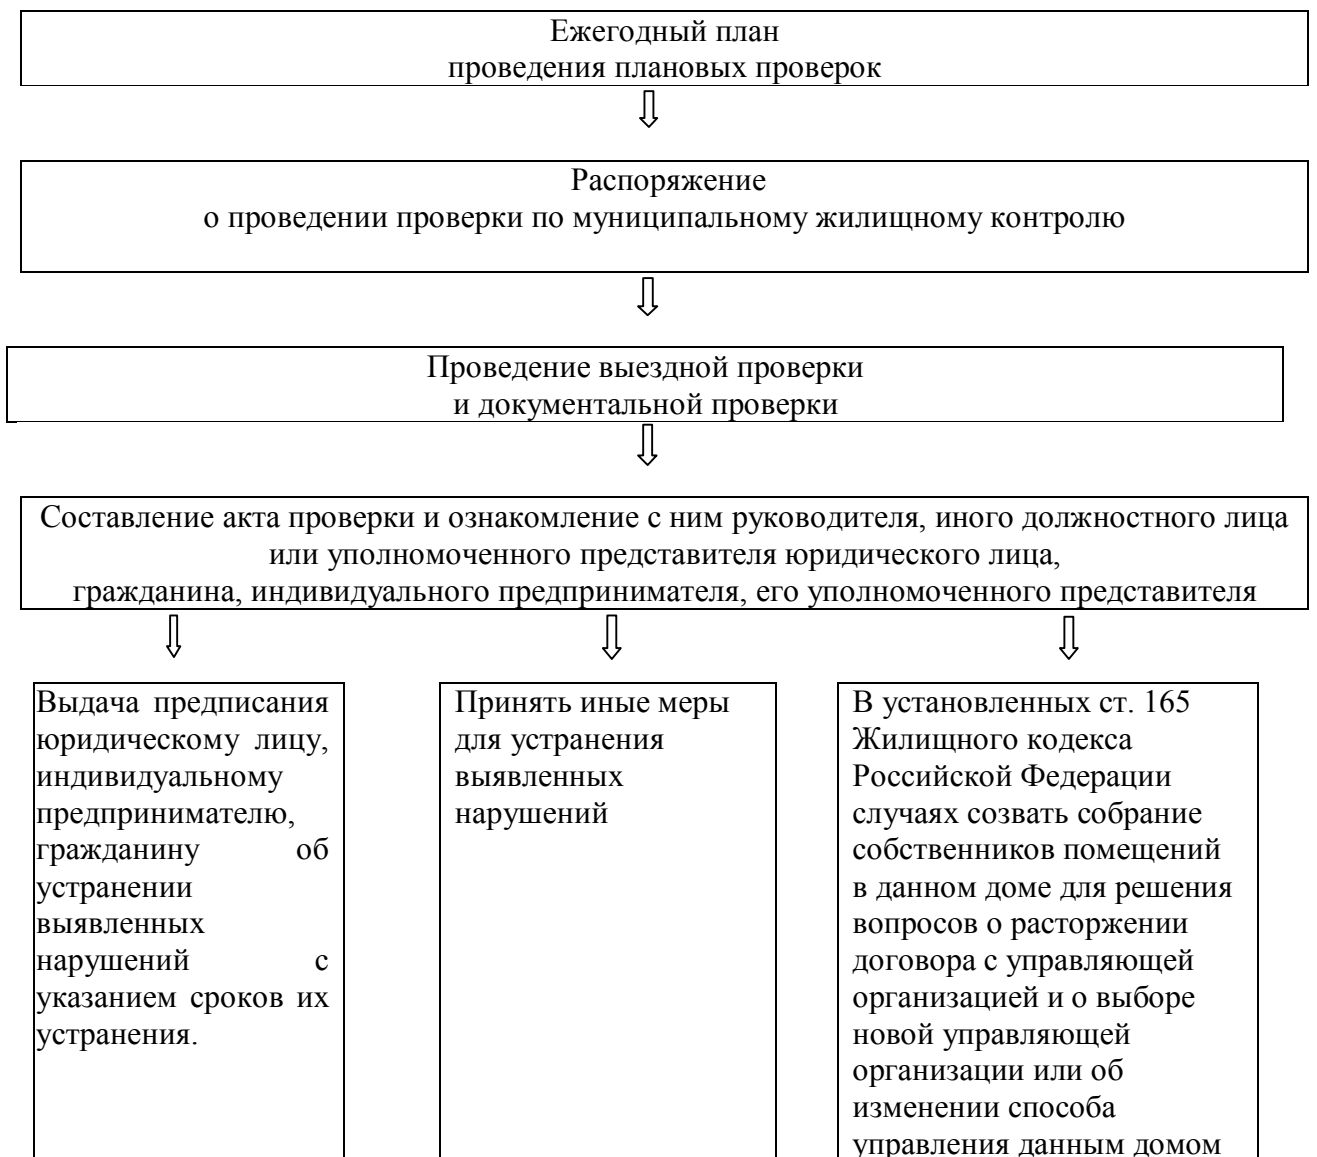 Ежегодный план
проведения плановых проверок
Распоряжение
о проведении проверки по муниципальному жилищному контролю
Проведение выездной проверки
и документальной проверки
Составление акта проверки и ознакомление с ним руководителя, иного должностного лица
или уполномоченного представителя юридического лица,
гражданина, индивидуального предпринимателя, его уполномоченного представителя
Выдача предписания
юридическому лицу,
индивидуальному
предпринимателю,
гражданину об
устранении
выявленных
нарушений с
указанием сроков их
устранения.
Принять иные меры
для устранения
выявленных
нарушений
В установленных ст. 165
Жилищного кодекса
Российской Федерации
случаях созвать собрание
собственников помещений
в данном доме для решения
вопросов о расторжении
договора с управляющей
организацией и о выборе
новой управляющей
организации или об
изменении способа
управления данным домом